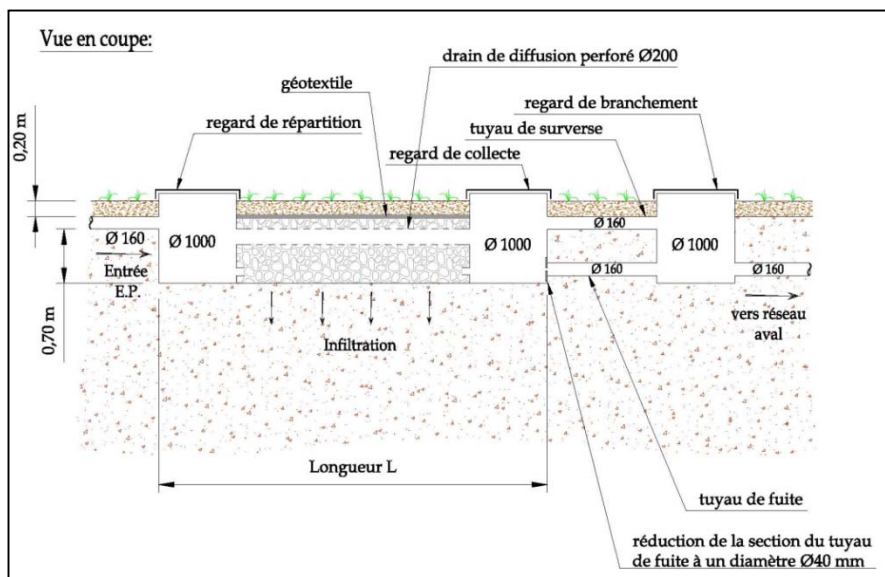 Vue en coupe:
drain de diffusion perforé Ø200
géotextile
regard de branchement
regard de répartition
tuyau de surverse
regard de collecte
0,20 m
Ø 160
Ø 160
Ø 1000
Ø 1000
Ø 1000
Entrée
E.P.
Ø 160
Ø 160
vers réseau
aval
Infiltration
0,70 m
Longueur L
tuyau de fuite
réduction de la section du tuyau
de fuite à un diamètre Ø40 mm